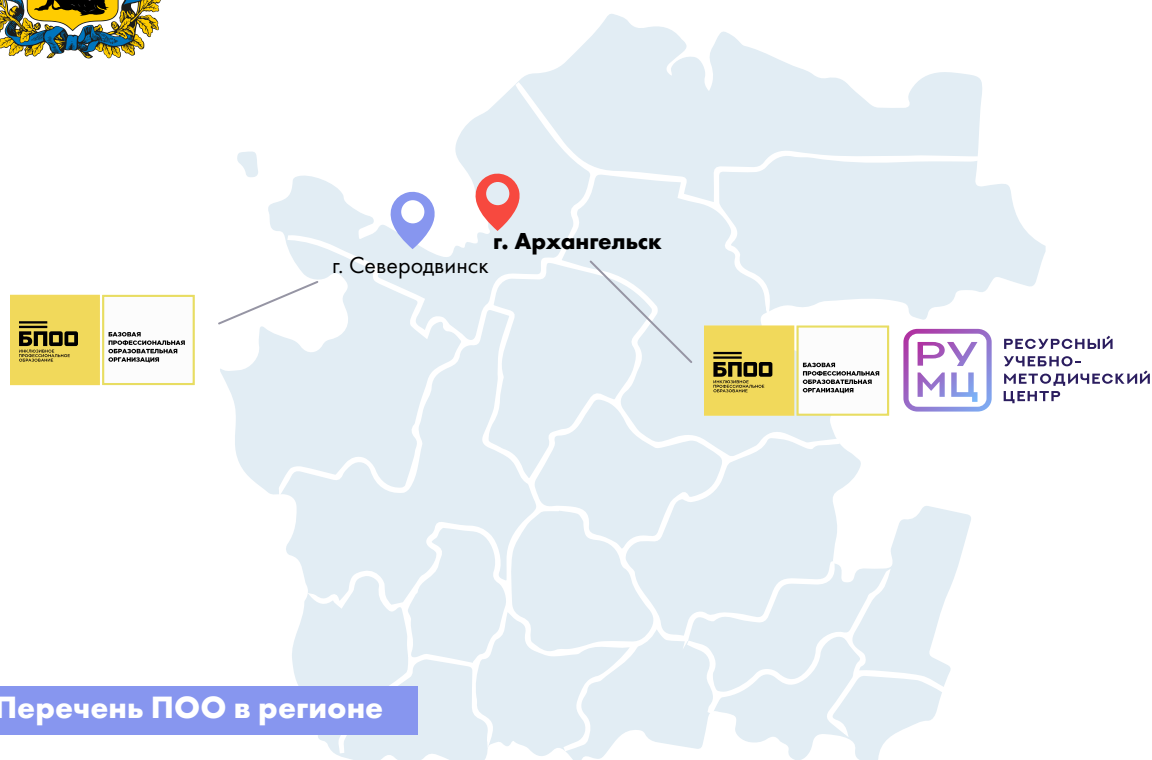 г. Архангельск
г. Северодвинск
БПОО
ИНКЛЮЗИВНОЕ
ПРОФЕССИОНАЛЬНОЕ
ОБРАЗОВАНИЕ
БАЗОВАЯ
ПРОФЕССИОНАЛЬНАЯ
ОБРАЗОВАТЕЛЬНАЯ
ОРГАНИЗАЦИЯ
БПОО
ИНКЛЮЗИВНОЕ
ПРОФЕССИОНАЛЬНОЕ
ОБРАЗОВАНИЕ
БАЗОВАЯ
ПРОФЕССИОНАЛЬНАЯ
ОБРАЗОВАТЕЛЬНАЯ
ОРГАНИЗАЦИЯ
РУ
МЦ
РЕСУРСНЫЙ
УЧЕБНО-
МЕТОДИЧЕСКИЙ
ЦЕНТР
Перечень ПОО в регионе